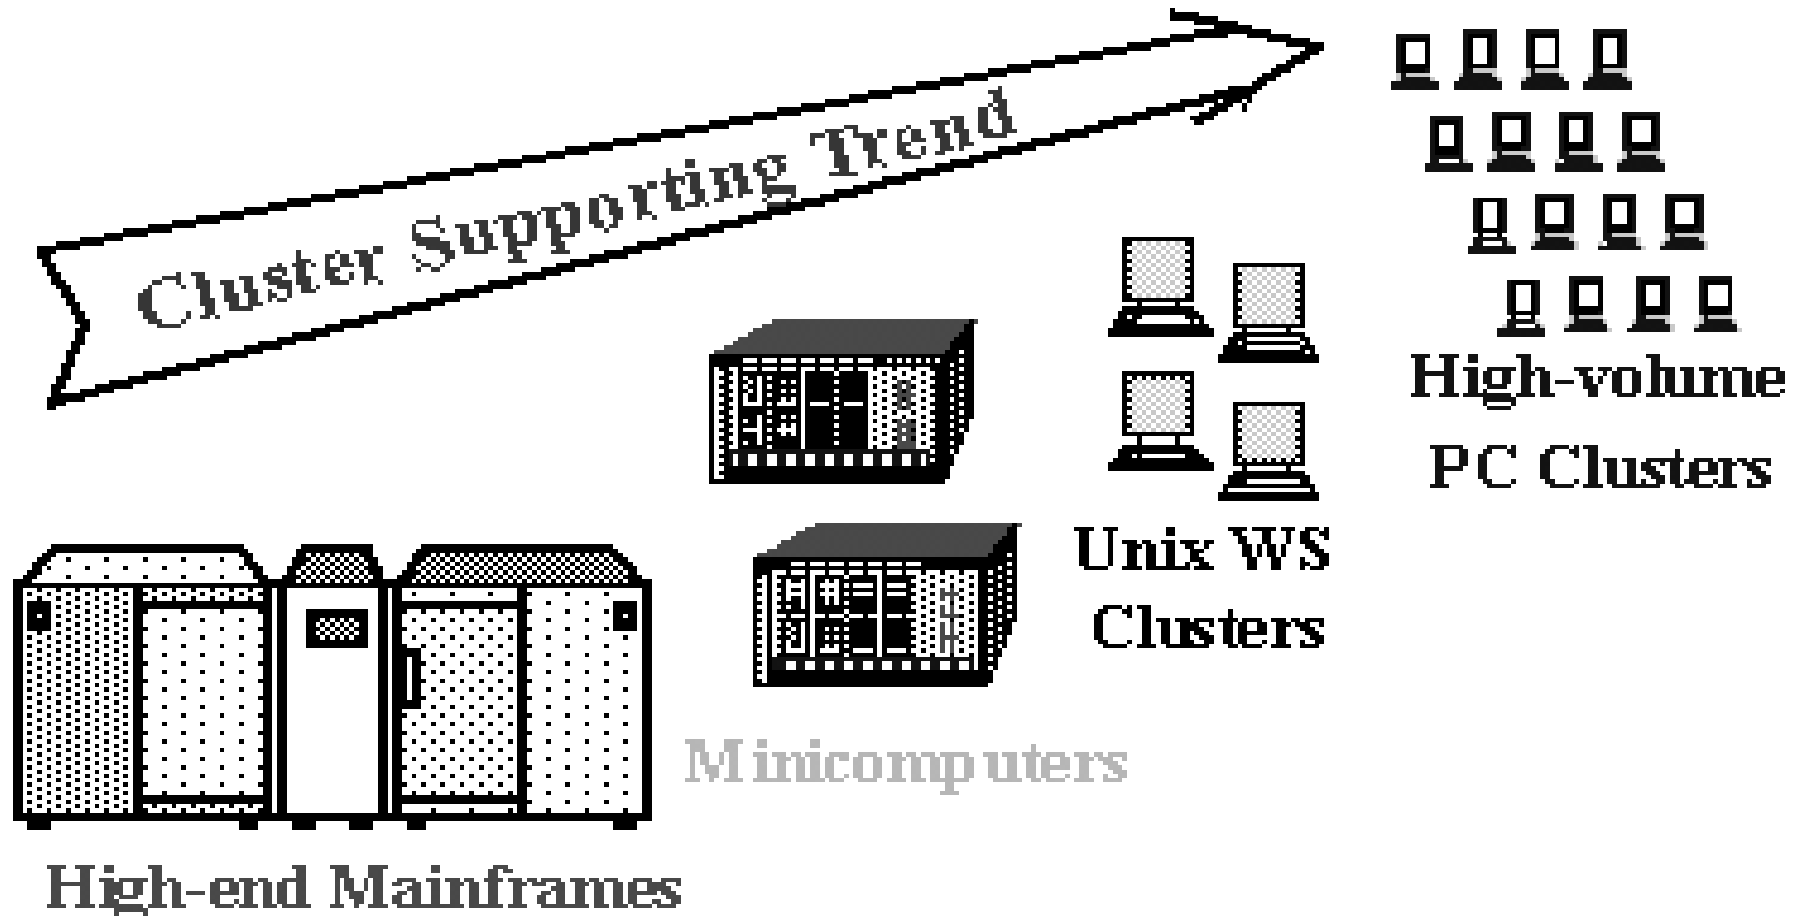 Cluster Supporting Trend
High-volume
PC Clusters
Unix WS
Clusters
Minicomputers
High-end Mainframes